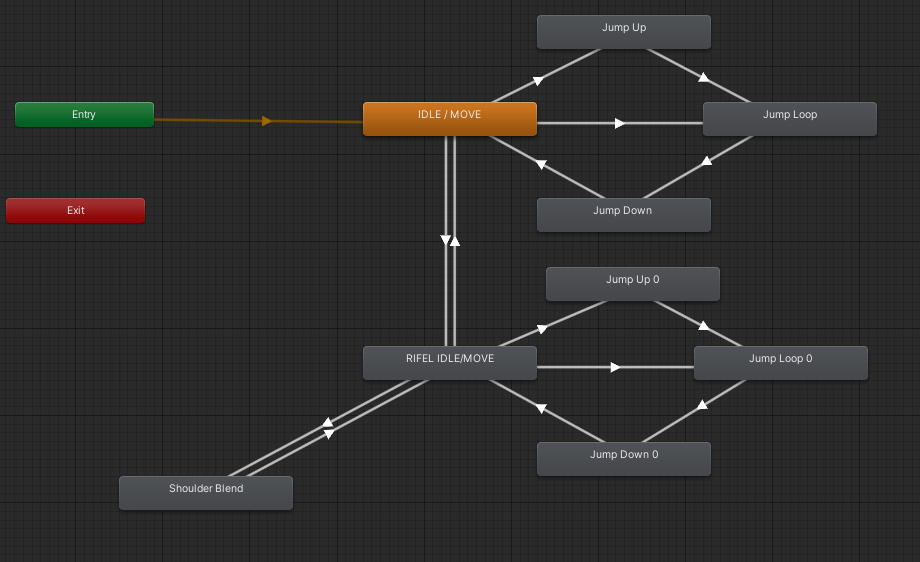 Jump Up
Entry
IDLE / MOVE
Jump Loop
Exit
Jump Down
Jump Up 0
RIFEL IDLE/MOVE
Jump Loop 0
Jump Down 0
Shoulder Blend